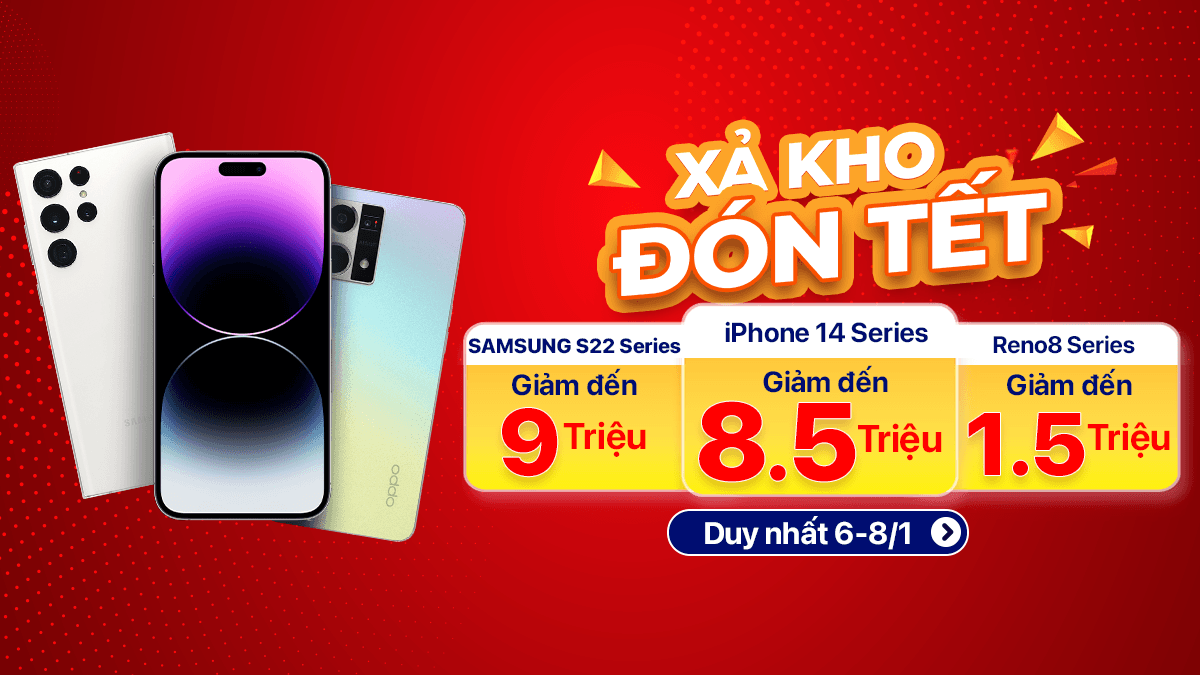 XẢ KHO
ĐÓN TẾT
SAMSUNG S22 Series
Giảm đến
9 Triệu
iPhone 14 Series
Giảm đến
8.5 Triệu
Reno8 Series
Giảm đến
1.5 Triệu
Duy nhất 6-8/1
oppo